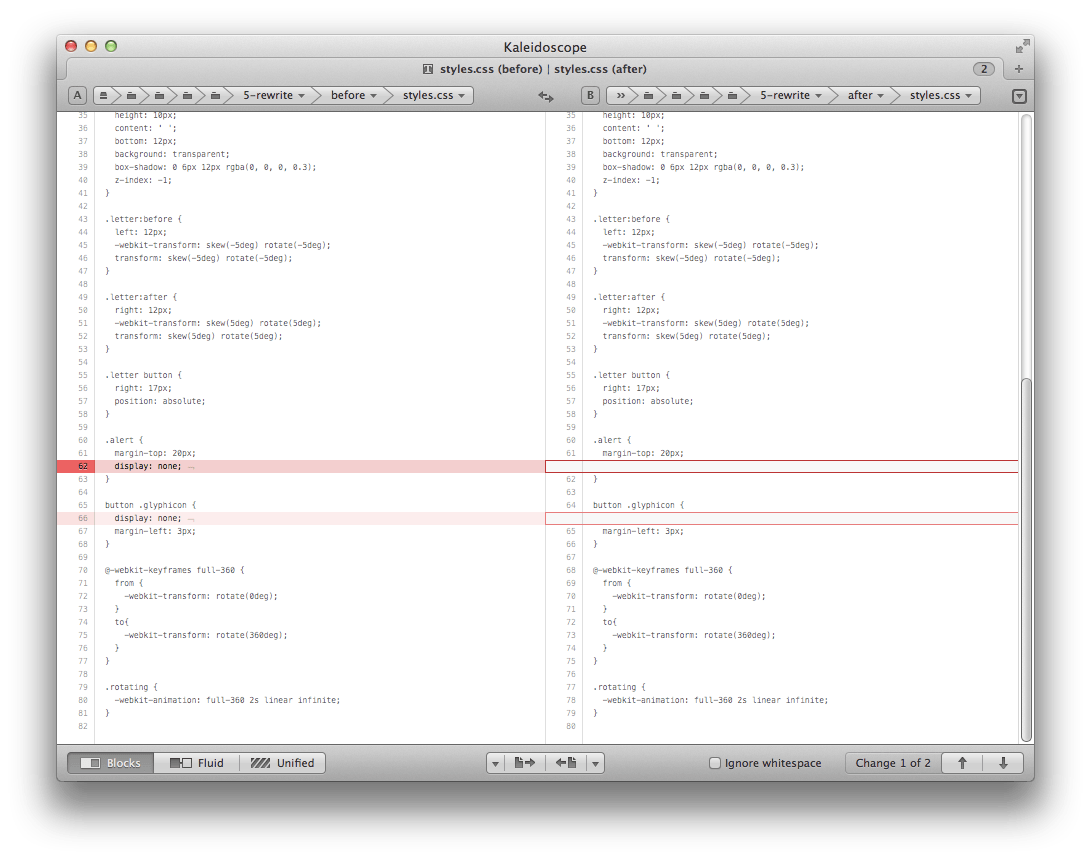 Kaleidoscope
styles.css (before) | styles.css (after) 2
A 5-rewrite before styles.css B >> 5-rewrite after styles.css
35 height: 10px; 35 height: 10px;
36 content: ' '; 36 content: ' ';
37 bottom: 12px; 37 bottom: 12px;
38 background: transparent; 38 background: transparent;
39 box-shadow: 0 6px 12px rgba(0, 0, 0, 0.3); 39 box-shadow: 0 6px 12px rgba(0, 0, 0, 0.3);
40 z-index: -1; 40 z-index: -1;
41 } 41 }
42 42
43 .letter:before { 43 .letter:before {
44 left: 12px; 44 left: 12px;
45 -webkit-transform: skew(-5deg) rotate(-5deg); 45 -webkit-transform: skew(-5deg) rotate(-5deg);
46 transform: skew(-5deg) rotate(-5deg); 46 transform: skew(-5deg) rotate(-5deg);
47 } 47 }
48 48
49 .letter:after { 49 .letter:after {
50 right: 12px; 50 right: 12px;
51 -webkit-transform: skew(5deg) rotate(5deg); 51 -webkit-transform: skew(5deg) rotate(5deg);
52 transform: skew(5deg) rotate(5deg); 52 transform: skew(5deg) rotate(5deg);
53 } 53 }
54 54
55 .letter button { 55 .letter button {
56 right: 17px; 56 right: 17px;
57 position: absolute; 57 position: absolute;
58 } 58 }
59 59
60 .alert { 60 .alert {
61 margin-top: 20px; 61 margin-top: 20px;
62 display: none; ¬
63 } 62 }
64 63
65 button .glyphicon { 64 button .glyphicon {
66 display: none; ¬
67 margin-left: 3px; 65 margin-left: 3px;
68 } 66 }
69 67
70 @-webkit-keyframes full-360 { 68 @-webkit-keyframes full-360 {
71 from { 69 from {
72 -webkit-transform: rotate(0deg); 70 -webkit-transform: rotate(0deg);
73 } 71 }
74 to{ 72 to{
75 -webkit-transform: rotate(360deg); 73 -webkit-transform: rotate(360deg);
76 } 74 }
77 } 75 }
78 76
79 .rotating { 77 .rotating {
80 -webkit-animation: full-360 2s linear infinite; 78 -webkit-animation: full-360 2s linear infinite;
81 } 79 }
82 80
Blocks Fluid Unified Ignore whitespace Change 1 of 2